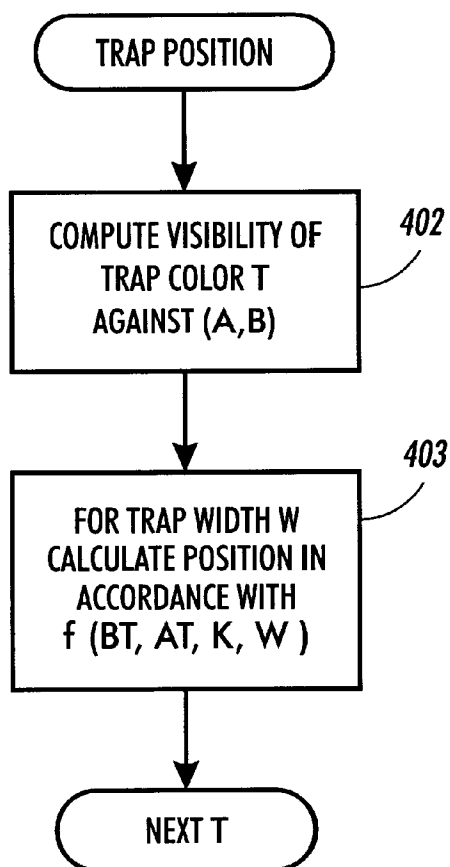 TRAP POSITION
COMPUTE VISIBILITY OF
TRAP COLOR T
AGAINST (A,B)
402
FOR TRAP WIDTH W
CALCULATE POSITION IN
ACCORDANCE WITH
f (BT, AT, K, W )
403
NEXT T